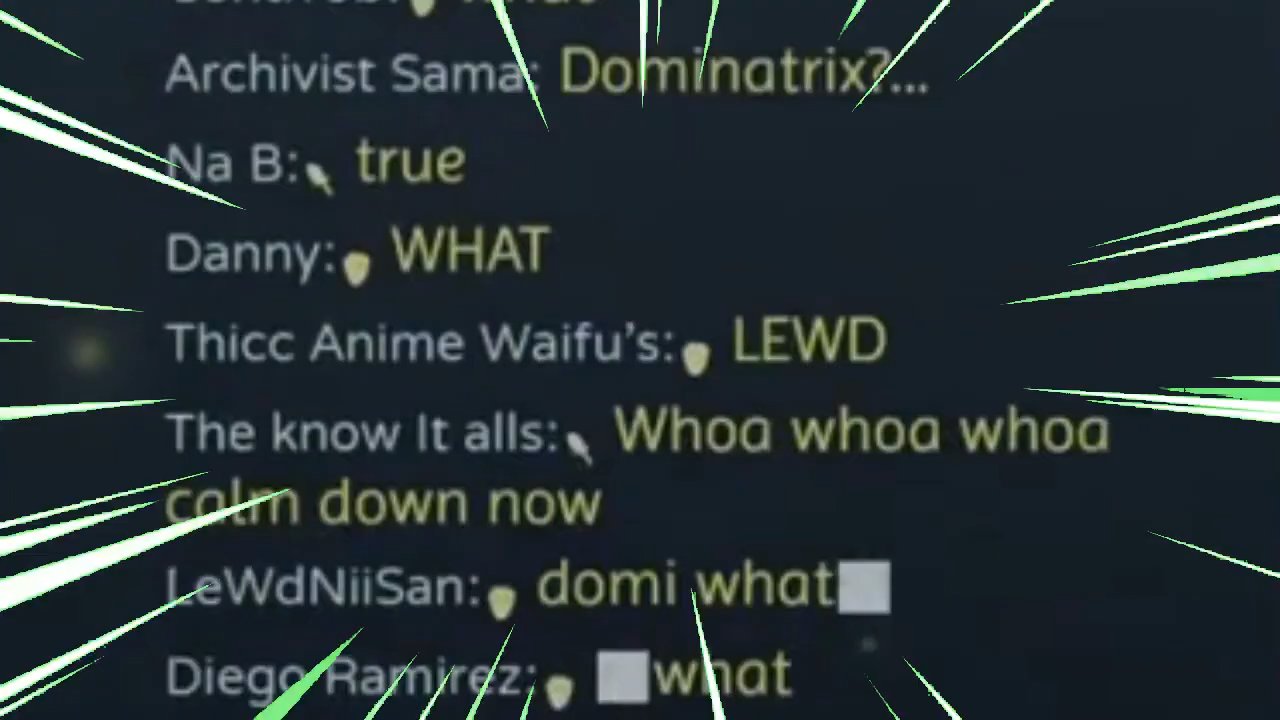 Archivist Sama: Dominatrix?...
Na B: true
Danny: WHAT
Thicc Anime Waifu's: LEWD
The know It alls: Whoa whoa whoa
calm down now
LeWdNiiSan: domi what
Diego Ramirez: what